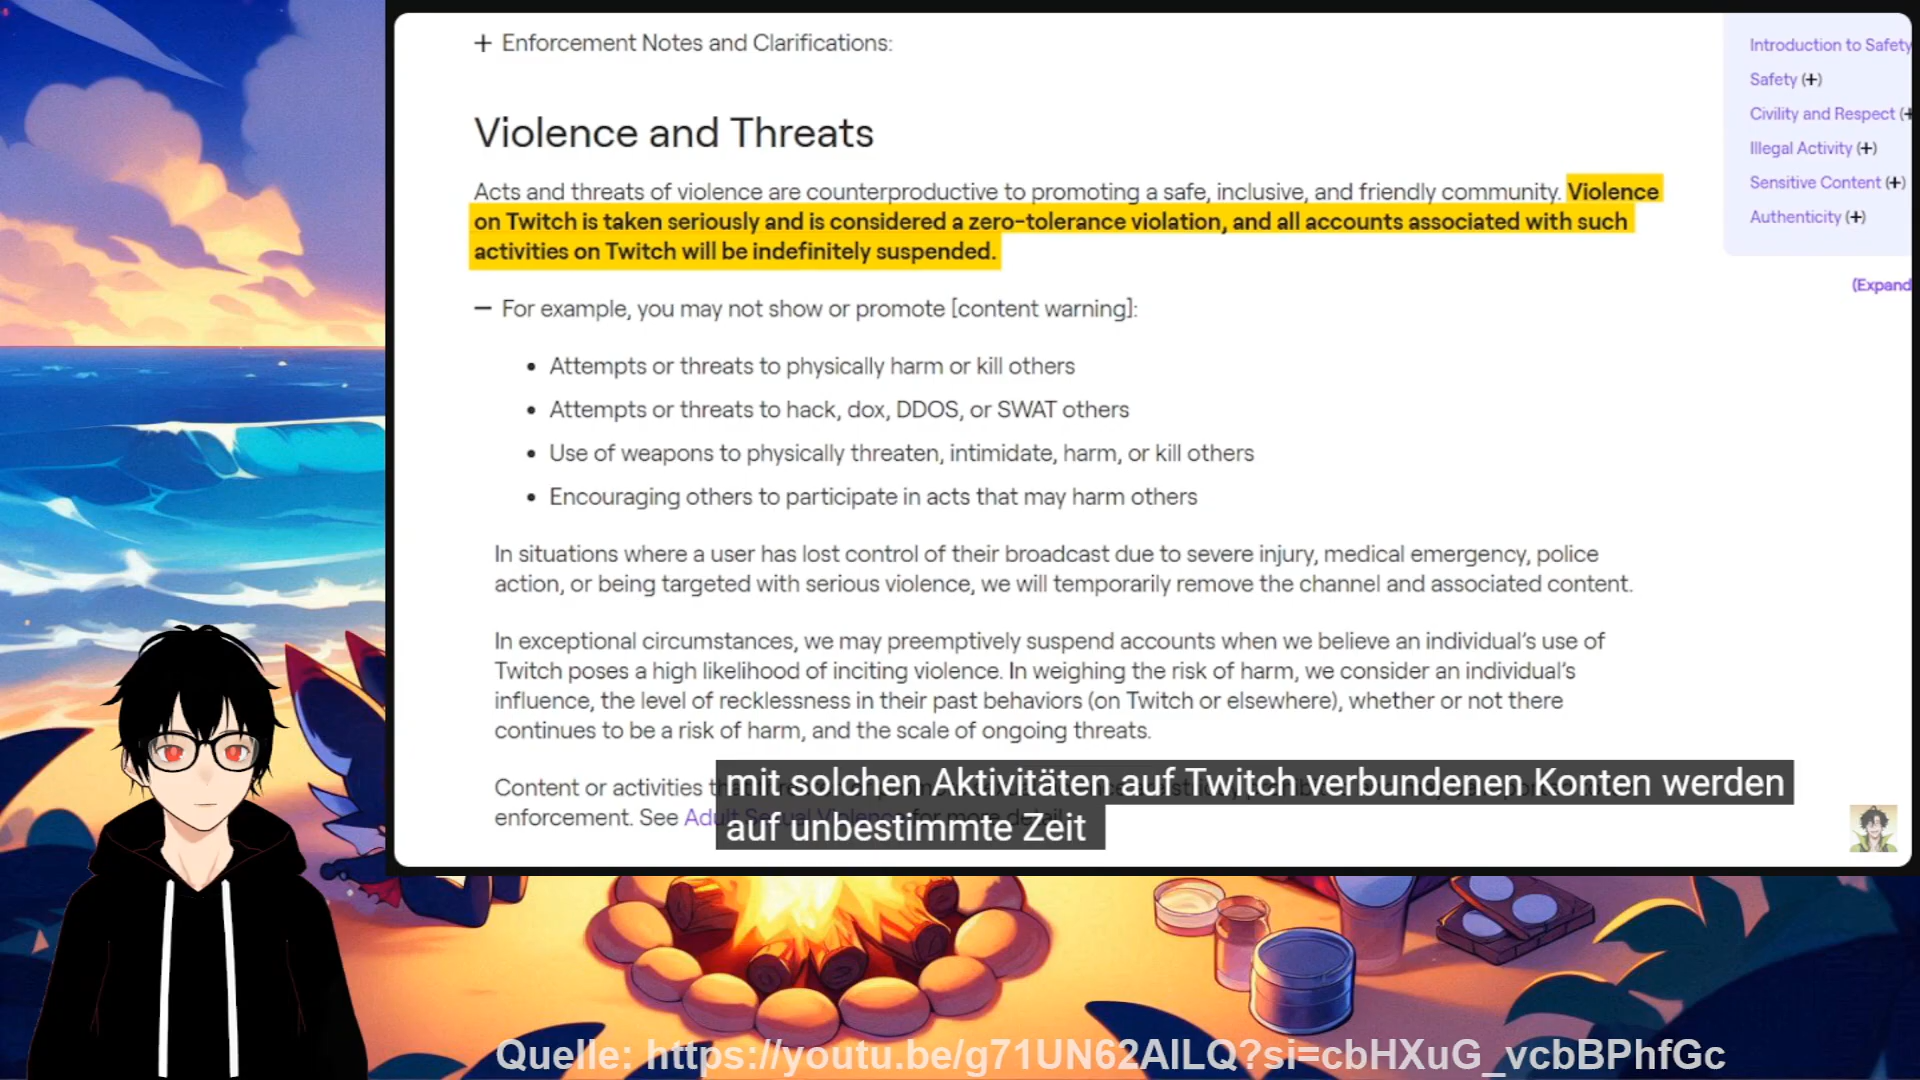 + Enforcement Notes and Clarifications:
Violence and Threats
Acts and threats of violence are counterproductive to promoting a safe, inclusive, and friendly community. Violence
on Twitch is taken seriously and is considered a zero-tolerance violation, and all accounts associated with such
activities on Twitch will be indefinitely suspended.
– For example, you may not show or promote [content warning]:
• Attempts or threats to physically harm or kill others
• Attempts or threats to hack, dox, DDOS, or SWAT others
• Use of weapons to physically threaten, intimidate, harm, or kill others
• Encouraging others to participate in acts that may harm others
In situations where a user has lost control of their broadcast due to severe injury, medical emergency, police
action, or being targeted with serious violence, we will temporarily remove the channel and associated content.
In exceptional circumstances, we may preemptively suspend accounts when we believe an individual's use of
Twitch poses a high likelihood of inciting violence. In weighing the risk of harm, we consider an individual's
influence, the level of recklessness in their past behaviors (on Twitch or elsewhere), whether or not there
continues to be a risk of harm, and the scale of ongoing threats.
Content or activities
enforcement. See Adult Sexual Violence for more detail
Introduction to Safety
Safety (+)
Civility and Respect (+
Illegal Activity (+)
Sensitive Content (+)
Authenticity (+)
(Expand
mit solchen Aktivitäten auf Twitch verbundenen Konten werden
auf unbestimmte Zeit
Quelle: https://youtu.be/g71UN62AILQ?si=cbHXuG_vcbBPhfGc